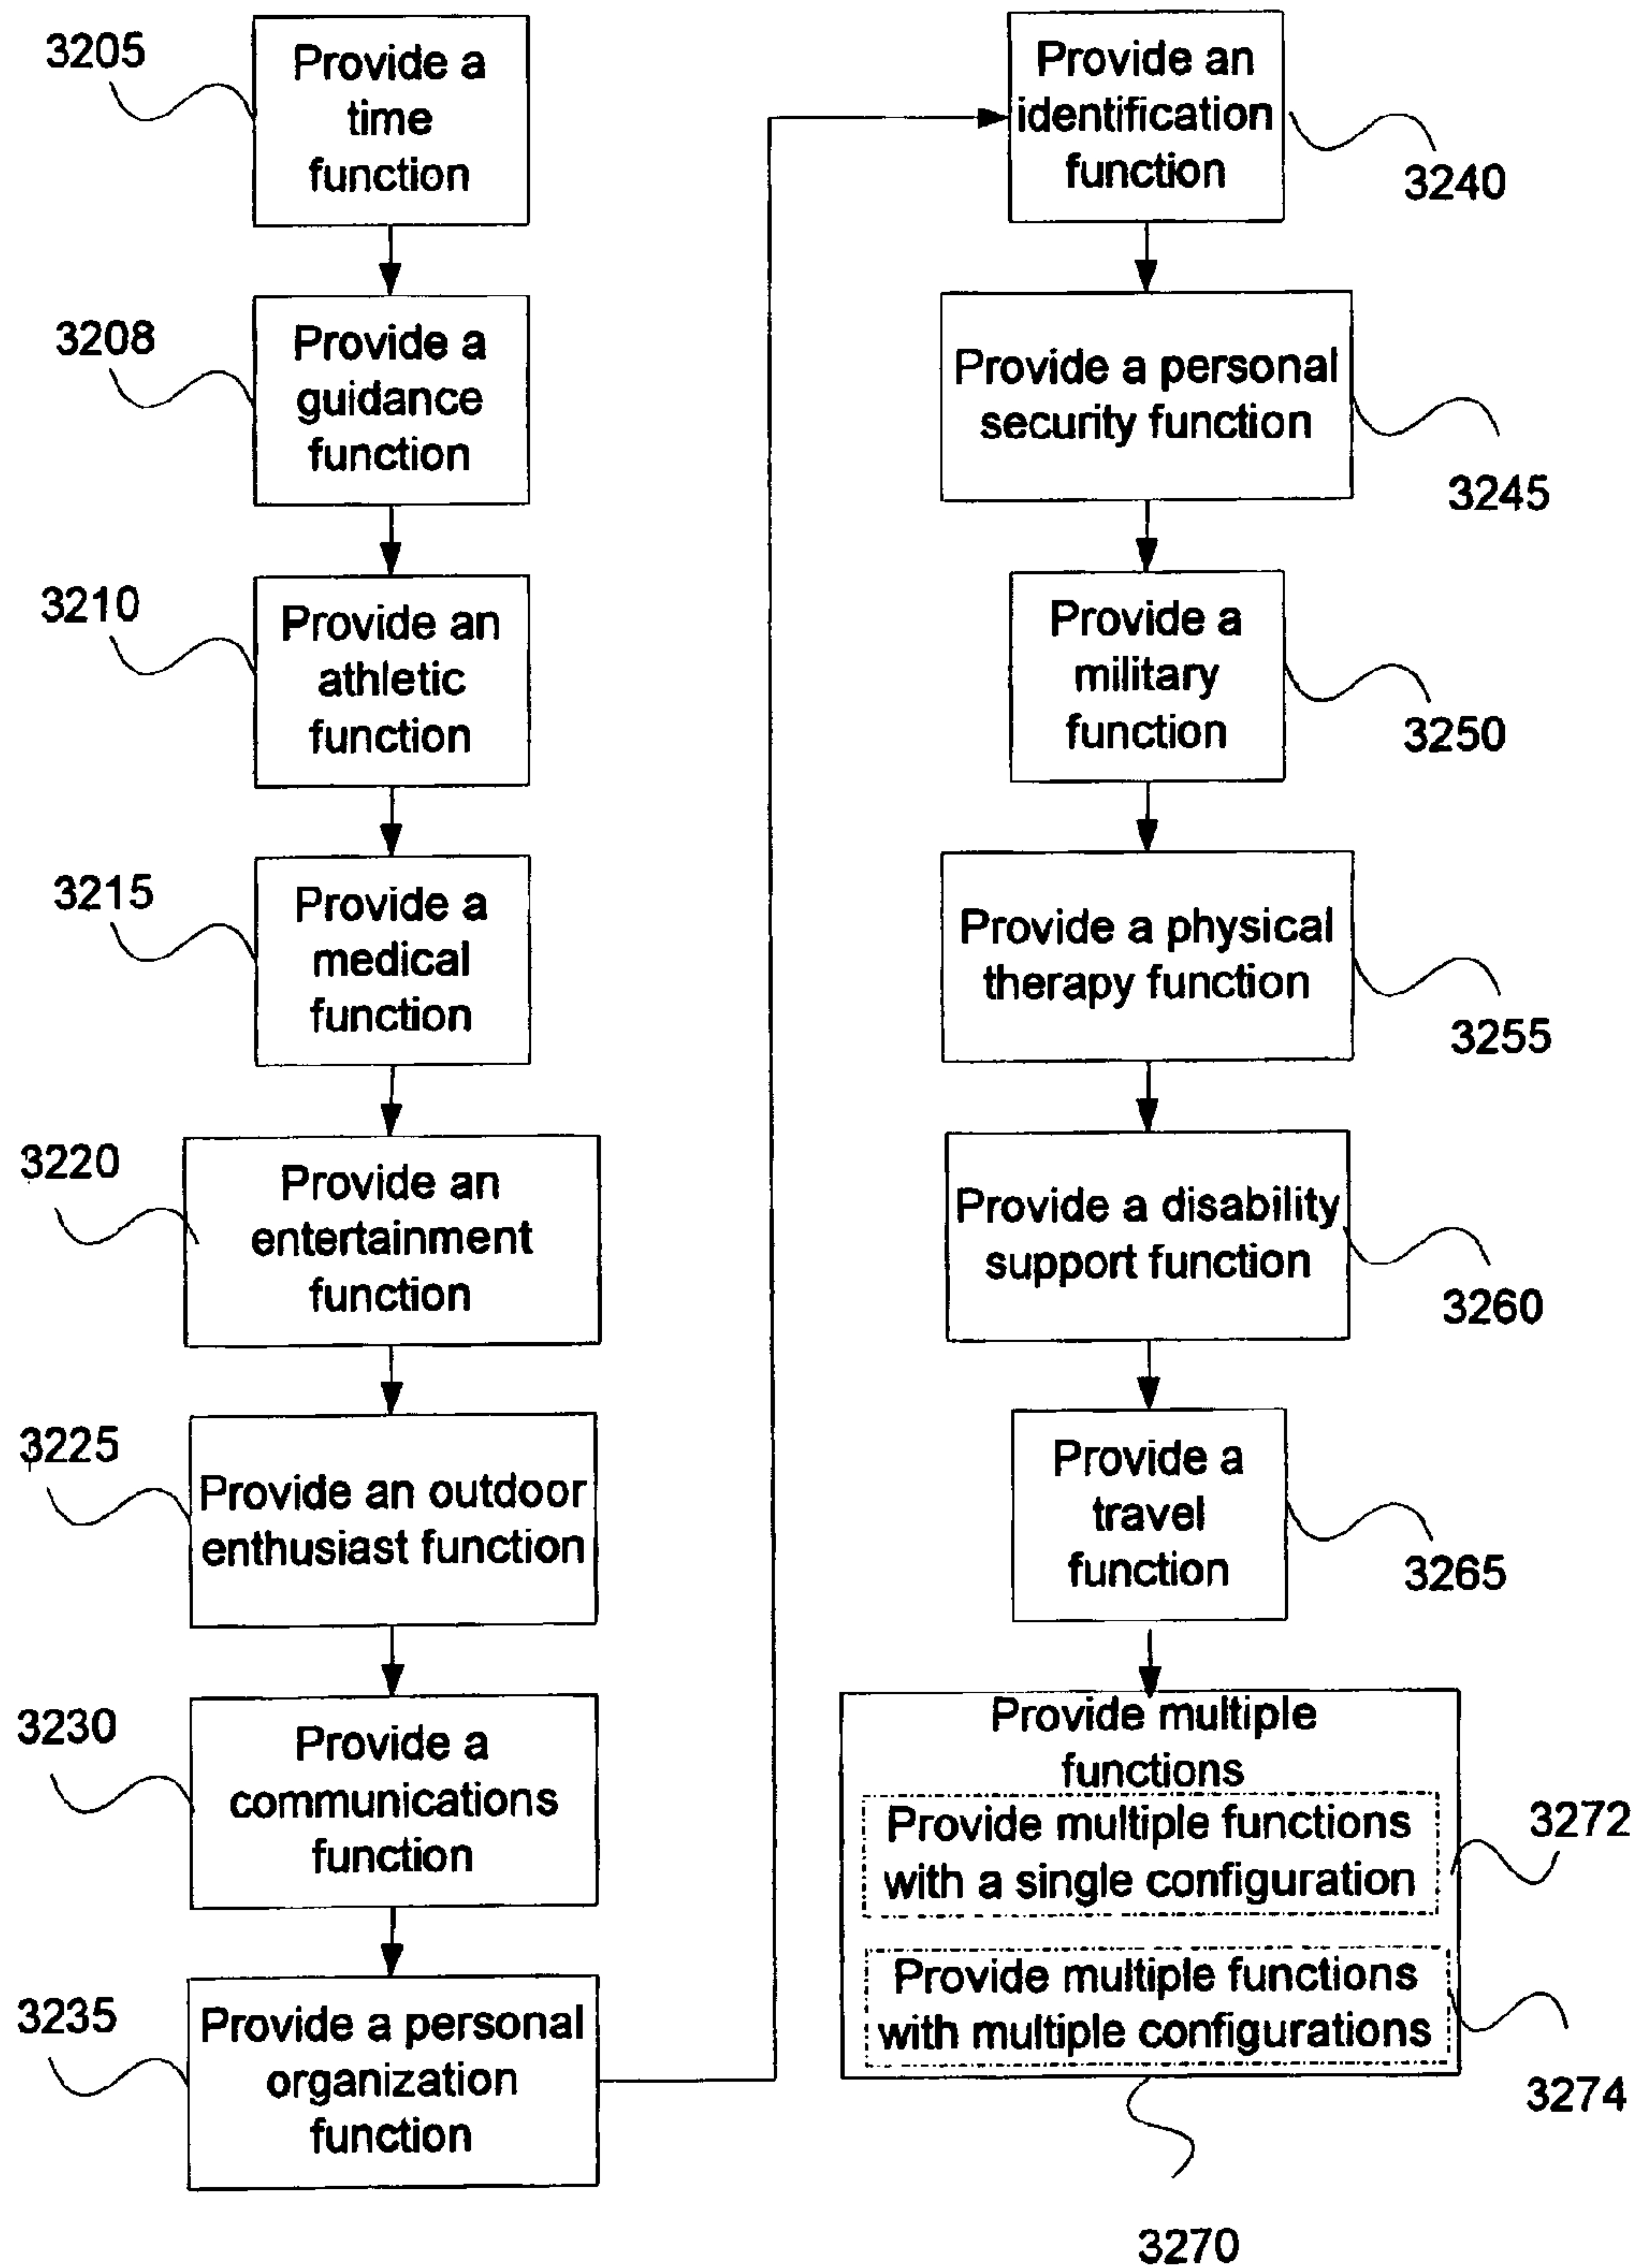 3205
Provide a
time
function
3208
Provide a
guidance
function
3210
Provide an
athletic
function
3215
Provide a
medical
function
3220
Provide an
entertainment
function
3225
Provide an outdoor
enthusiast function
3230
Provide a
communications
function
3235
Provide a personal
organization
function
Provide an
identification
function
3240
Provide a personal
security function
3245
Provide a
military
function
3250
Provide a physical
therapy function
3255
Provide a disability
support function
3260
Provide a
travel
function
3265
Provide multiple
functions
Provide multiple functions
with a single configuration
3272
Provide multiple functions
with multiple configurations
3274
3270